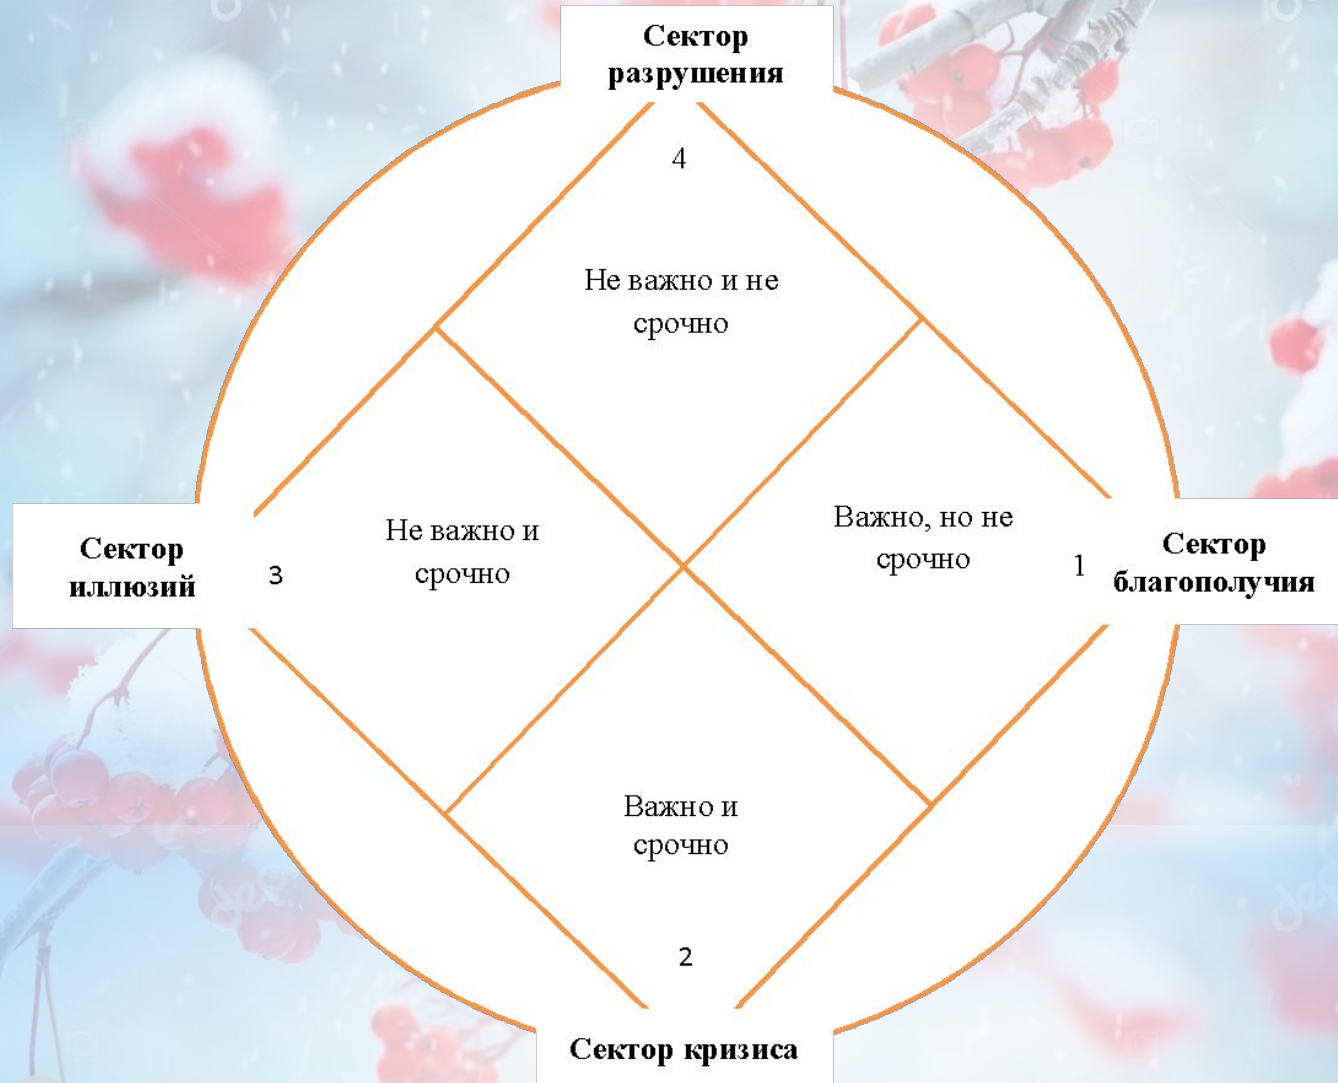 Сектор
разрушения
4
Не важно и не
срочно
Сектор
иллюзий
3
Не важно и
срочно
Важно, но не
срочно
1
Сектор
благополучия
Важно и
срочно
2
Сектор кризиса